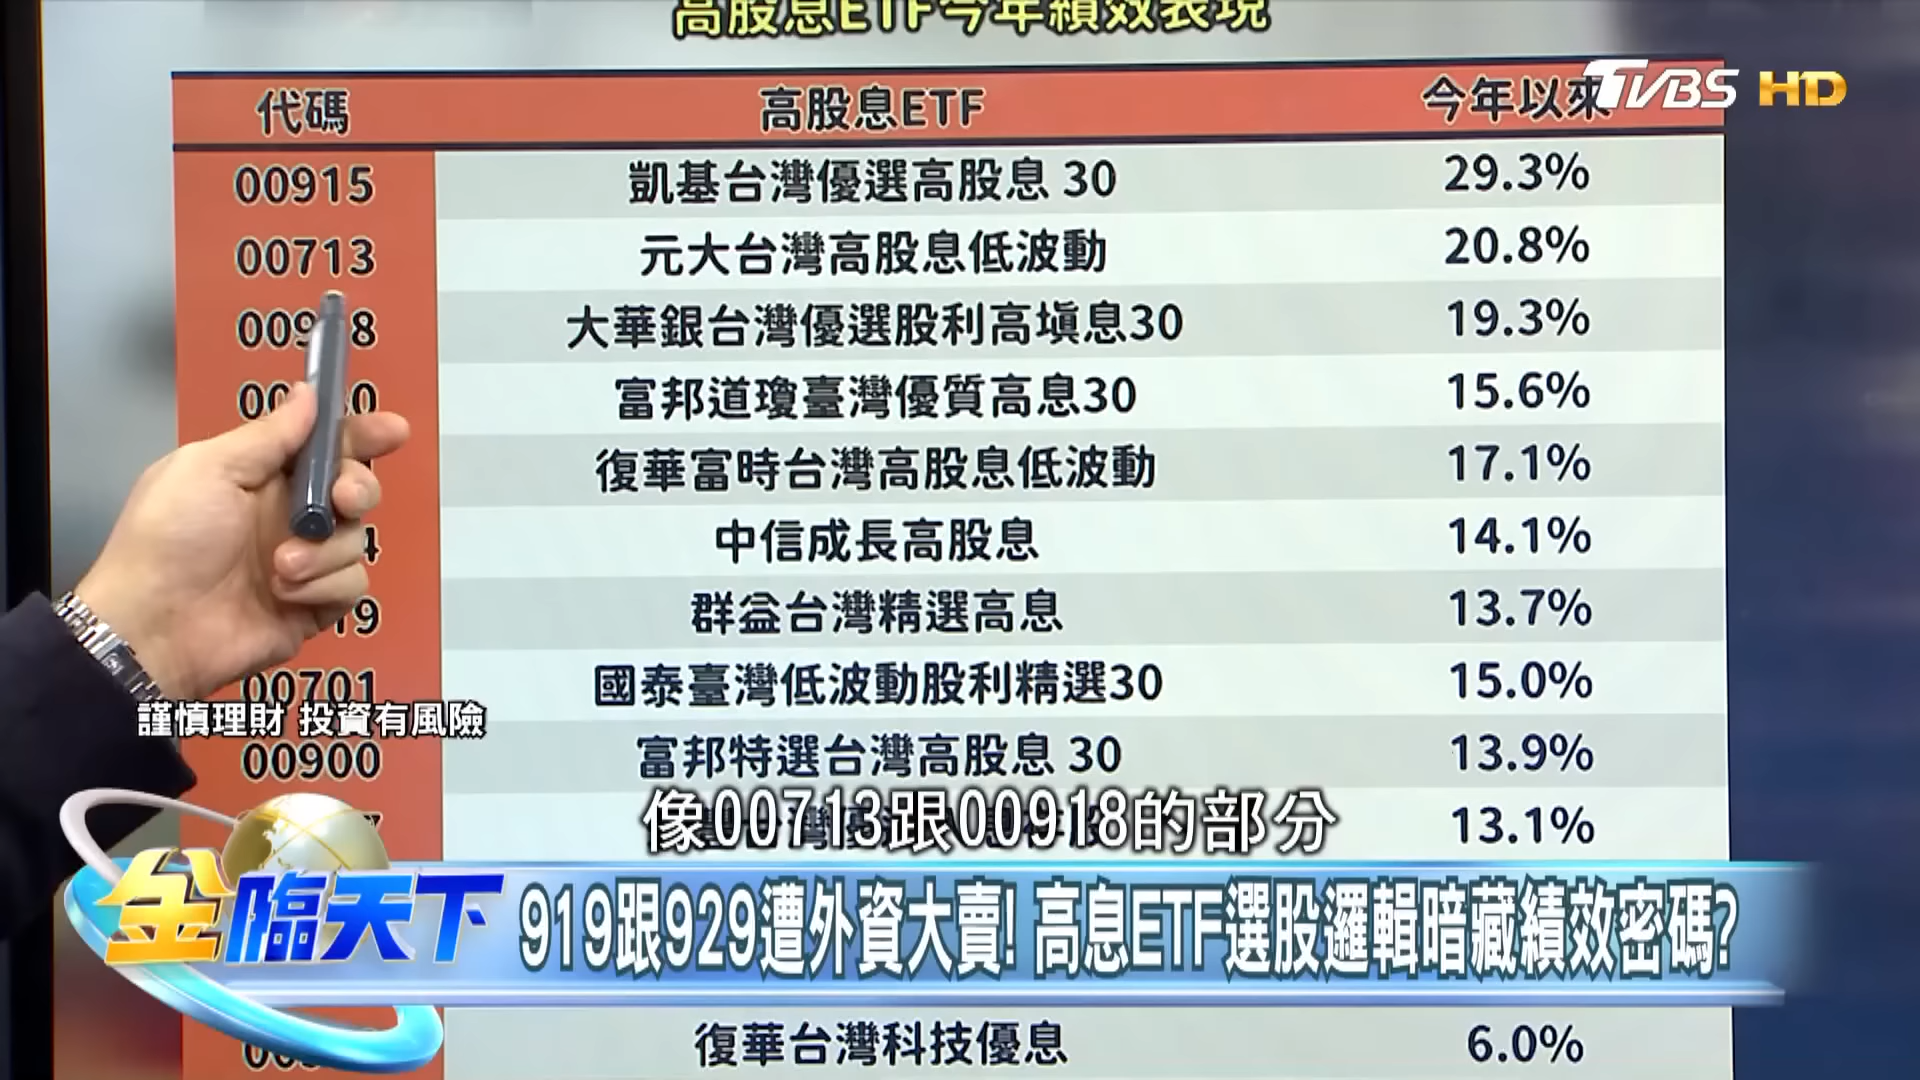 高股息ETF今年績效表現
TVBS HD
代碼 高股息ETF 今年以來
00915 凱基台灣優選高股息 30 29.3%
00713 元大台灣高股息低波動 20.8%
009 8 大華銀台灣優選股利高填息30 19.3%
00 30 富邦道瓊臺灣優質高息30 15.6%
復華富時台灣高股息低波動 17.1%
4 中信成長高股息 14.1%
19 群益台灣精選高息 13.7%
00701 國泰臺灣低波動股利精選30 15.0%
謹慎理財 投資有風險
00900 富邦特選台灣高股息 30 13.9%
13.1%
像00713跟00918的部分
金臨天下
919跟929遭外資大賣! 高息ETF選股邏輯暗藏績效密碼?
復華台灣科技優息 6.0%